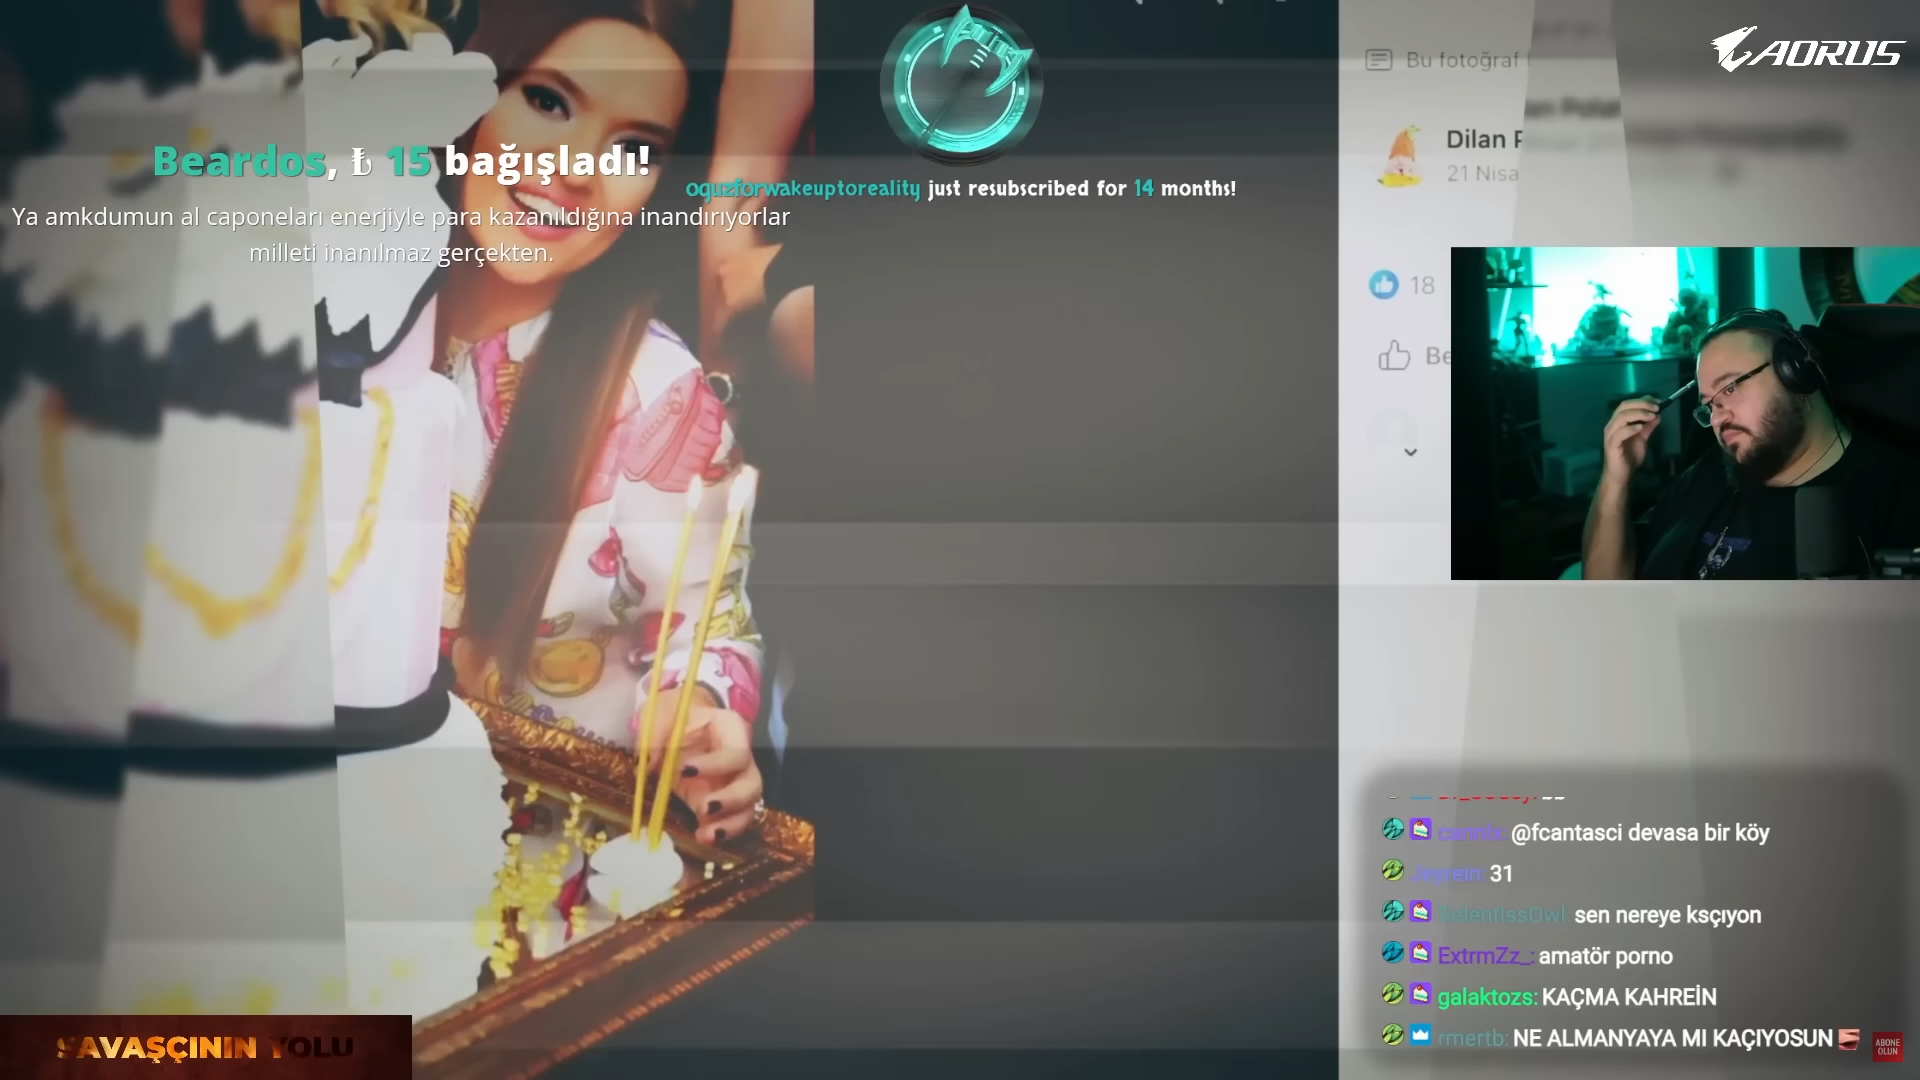 AORUS
Bu fotoğraf
Beardos, ₺ 15 bağışladı!
Ya amkdumun al caponeları enerjiyle para kazanıldığına inandırıyorlar
milleti inanılmaz gerçekten.
oguzforwakeuptoreality just resubscribed for 14 months!
Dilan
21 Nisa
18
Be
@fcantasci devasa bir köy
Jeyrein: 31
sen nereye ksçıyon
ExtrmZz_: amatör porno
galaktozs: KAÇMA KAHREİN
rmertb: NE ALMANYAYA MI KAÇIYOSUN
ABONE
OLUN
SAVAŞÇININ YOLU